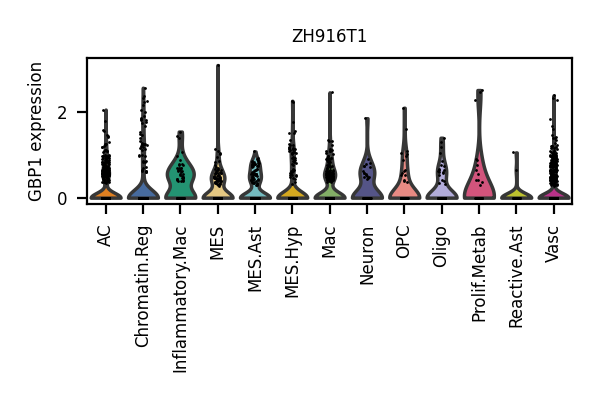 ZH916T1
GBP1 expression
2
0
AC
Chromatin.Reg
Inflammatory.Mac
MES
MES.Ast
MES.Hyp
Mac
Neuron
OPC
Oligo
Prolif.Metab
Reactive.Ast
Vasc